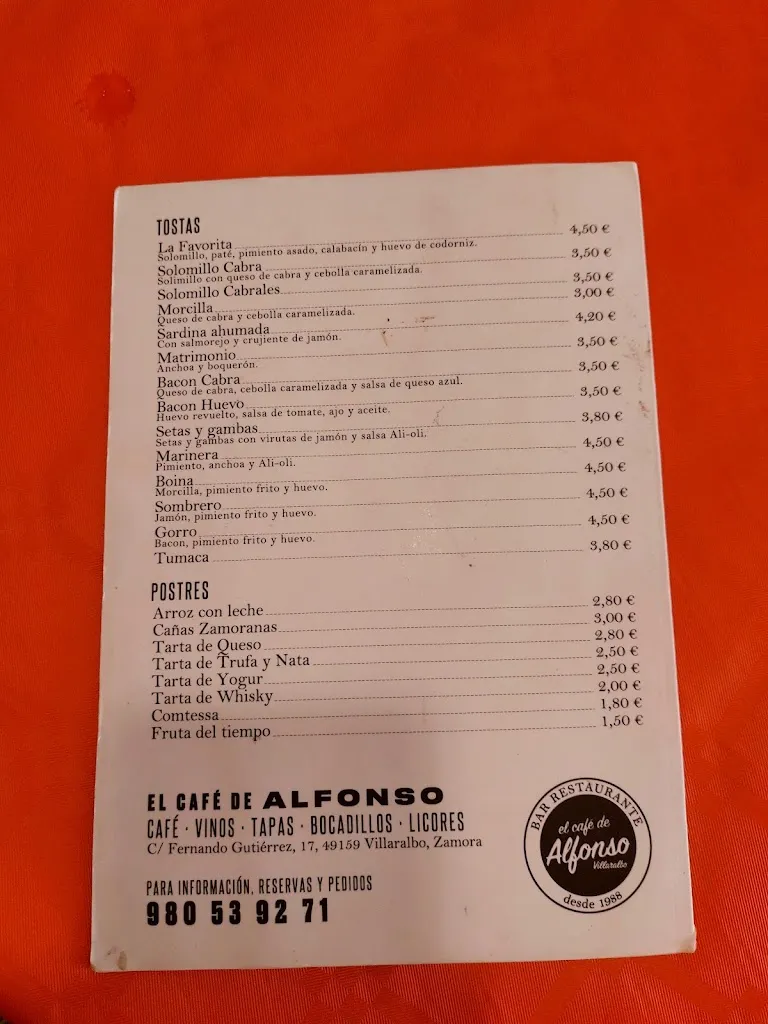 TOSTAS
La Favorita 4,50 €
Solomillo, paté, pimiento asado, calabacín y huevo de codorniz.
Solomillo Cabra 3,50 €
Solimillo con queso de cabra y cebolla caramelizada.
Solomillo Cabrales 3,50 €
Morcilla 3,00 €
Queso de cabra y cebolla caramelizada.
Sardina ahumada 4,20 €
Con salmorejo y crujiente de jamón.
Matrimonio 3,50 €
Anchoa y boquerón.
Bacon Cabra 3,50 €
Queso de cabra, cebolla caramelizada y salsa de queso azul.
Bacon Huevo 3,50 €
Huevo revuelto, salsa de tomate, ajo y aceite.
Setas y gambas 3,80 €
Setas y gambas con virutas de jamón y salsa Ali-oli.
Marinera 4,50 €
Pimiento, anchoa y Ali-oli.
Boina 4,50 €
Morcilla, pimiento frito y huevo.
Sombrero 4,50 €
Jamón, pimiento frito y huevo.
Gorro 4,50 €
Bacon, pimiento frito y huevo.
Tumaca 3,80 €
POSTRES
Arroz con leche 2,80 €
Cañas Zamoranas 3,00 €
Tarta de Queso 2,80 €
Tarta de Trufa y Nata 2,50 €
Tarta de Yogur 2,50 €
Tarta de Whisky 2,00 €
Comtessa 1,80 €
Fruta del tiempo 1,50 €
EL CAFÉ DE ALFONSO
CAFÉ · VINOS · TAPAS · BOCADILLOS · LICORES
C/ Fernando Gutiérrez, 17, 49159 Villaralbo, Zamora
PARA INFORMACIÓN, RESERVAS Y PEDIDOS
980 53 92 71
BAR RESTAURANTE
el café de
Alfonso
Villaralbo
desde 1988